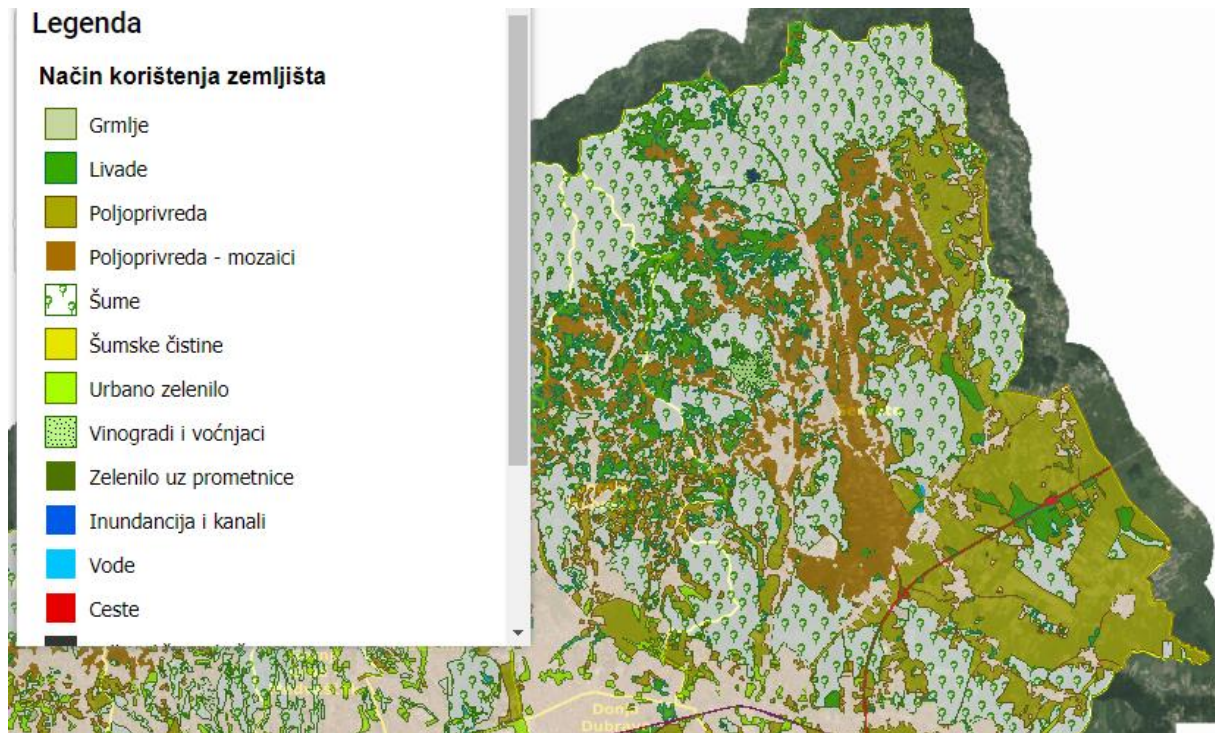 Legenda
Način korištenja zemljišta
Grmlje
Livade
Poljoprivreda
Poljoprivreda - mozaici
Šume
Šumske čistine
Urbano zelenilo
Vinogradi i voćnjaci
Zelenilo uz prometnice
Inundancija i kanali
Vode
Ceste
Sesvete
Donja
Dubrava